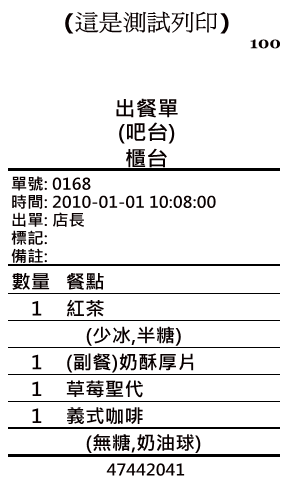 (這是測試列印)
100
出餐單
(吧台)
櫃台
單號: 0168
時間: 2010-01-01 10:08:00
出單: 店長
標記:
備註:
數量 餐點
1 紅茶
(少冰,半糖)
1 (副餐)奶酥厚片
1 草莓聖代
1 義式咖啡
(無糖,奶油球)
47442041